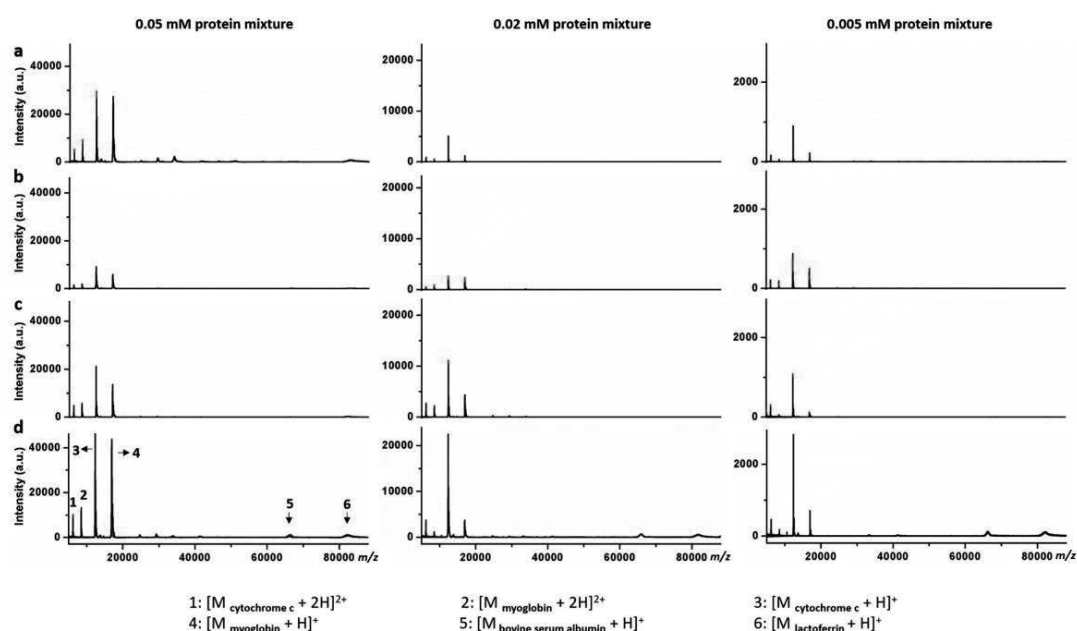 0.05 mM protein mixture 0.02 mM protein mixture 0.005 mM protein mixture
a
Intensity (a.u.)
40000
20000
0
20000
10000
0
2000
0
b
Intensity (a.u.)
40000
20000
0
20000
10000
0
2000
0
c
Intensity (a.u.)
40000
20000
0
20000
10000
0
2000
0
d
Intensity (a.u.)
40000
20000
0
1 2 3 4 5 6
20000
10000
0
2000
0
20000 40000 60000 80000 m/z 20000 40000 60000 80000 20000 40000 60000 80000 m/z
1: [M cytochrome c + 2H]2+ 2: [M myoglobin + 2H]2+ 3: [M cytochrome c + H]+
4: [M myoglobin + H]+ 5: [M bovine serum albumin + H]+ 6: [M lactoferrin + H]+